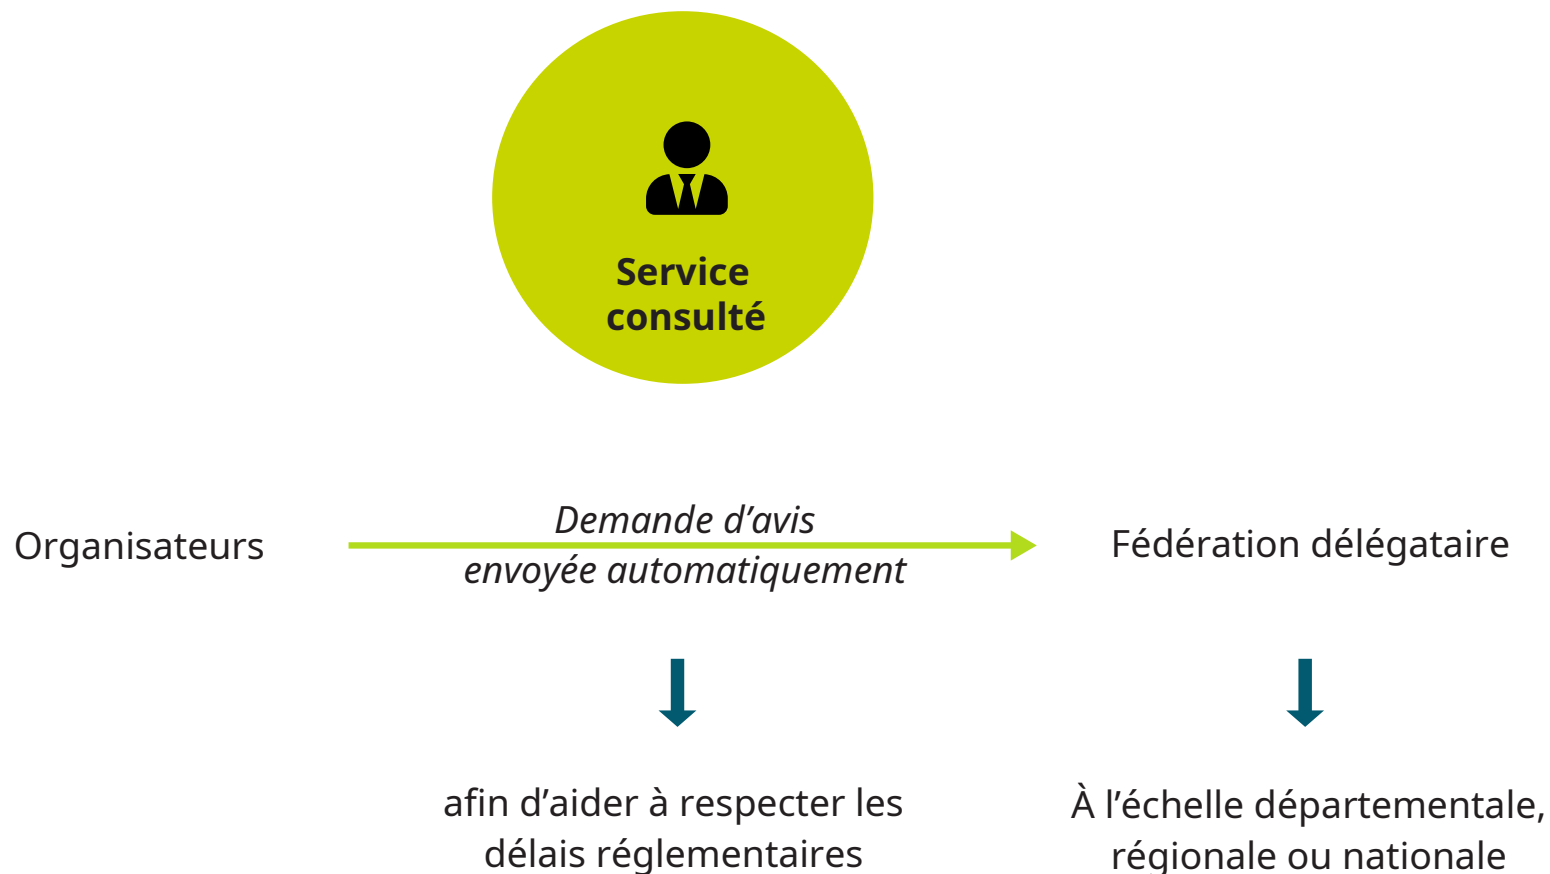 Service
consulté
Demande d’avis
Organisateurs
Fédération délégataire
envoyée automatiquement
afin d’aider à respecter les
délais réglementaires
À l’échelle départementale,
régionale ou nationale